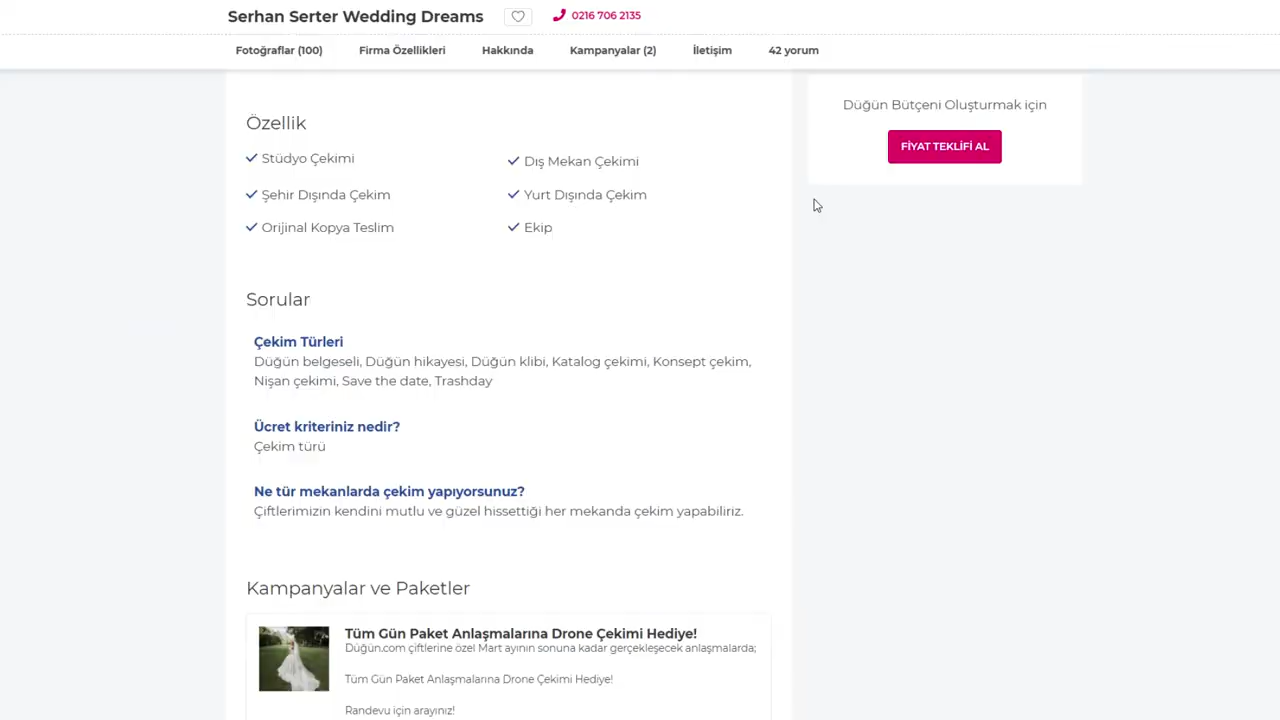 Serhan Serter Wedding Dreams
0216 706 2135
Fotoğraflar (100)
Firma Özellikleri
Hakkında
Kampanyalar (2)
İletişim
42 yorum
Düğün Bütçeni Oluşturmak için
FİYAT TEKLİFİ AL
Özellik
Stüdyo Çekimi
Dış Mekan Çekimi
Şehir Dışında Çekim
Yurt Dışında Çekim
Orijinal Kopya Teslim
Ekip
Sorular
Çekim Türleri
Düğün belgeseli, Düğün hikayesi, Düğün klibi, Katalog çekimi, Konsept çekim,
Nişan çekimi, Save the date, Trashday
Ücret kriteriniz nedir?
Çekim türü
Ne tür mekanlarda çekim yapıyorsunuz?
Çiftlerimizin kendini mutlu ve güzel hissettiği her mekanda çekim yapabiliriz.
Kampanyalar ve Paketler
Tüm Gün Paket Anlaşmalarına Drone Çekimi Hediye!
Düğün.com çiftlerine özel Mart ayının sonuna kadar gerçekleşecek anlaşmalarda;
Tüm Gün Paket Anlaşmalarına Drone Çekimi Hediye!
Randevu için arayınız!